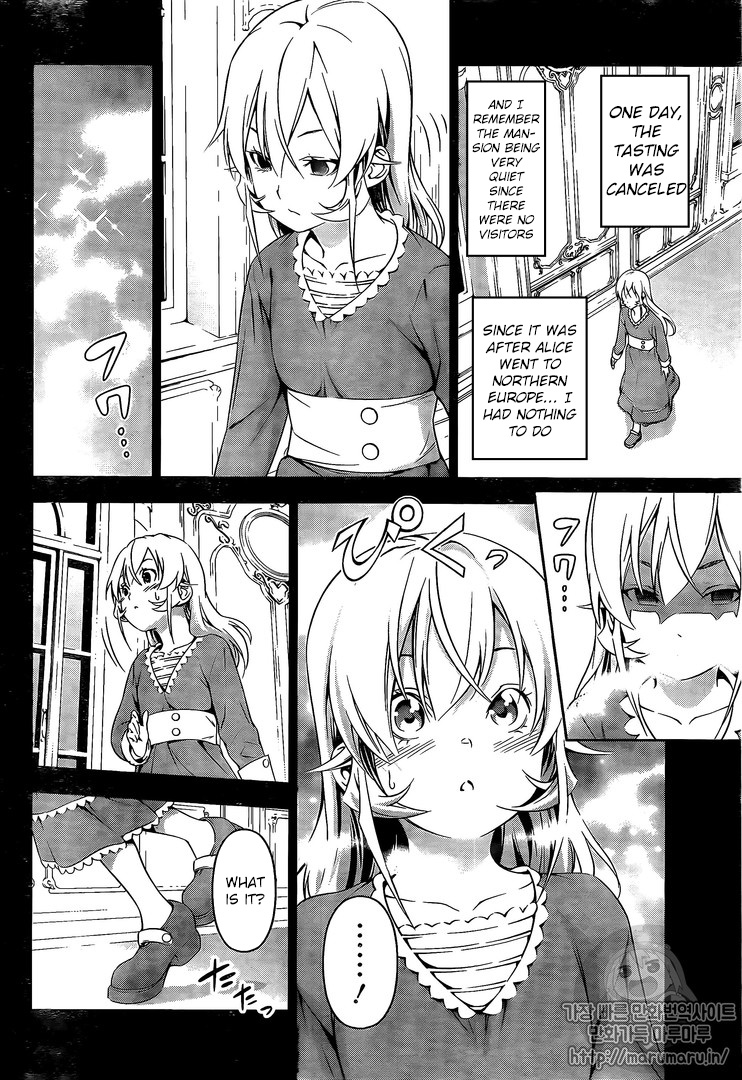 ONE DAY,
THE
TASTING
WAS
CANCELED
AND I
REMEMBER
THE MAN-
SION BEING
VERY
QUIET
SINCE
THERE
WERE NO
VISITORS
SINCE IT WAS
AFTER ALICE
WENT TO
NORTHERN
EUROPE... I
HAD NOTHING
TO DO
フワ…
フワ…
ぴく
っ
………!
WHAT
IS IT?
たたっ
가장 빠른 만화번역사이트
만화가득 마루마루
http://marumaru.in/